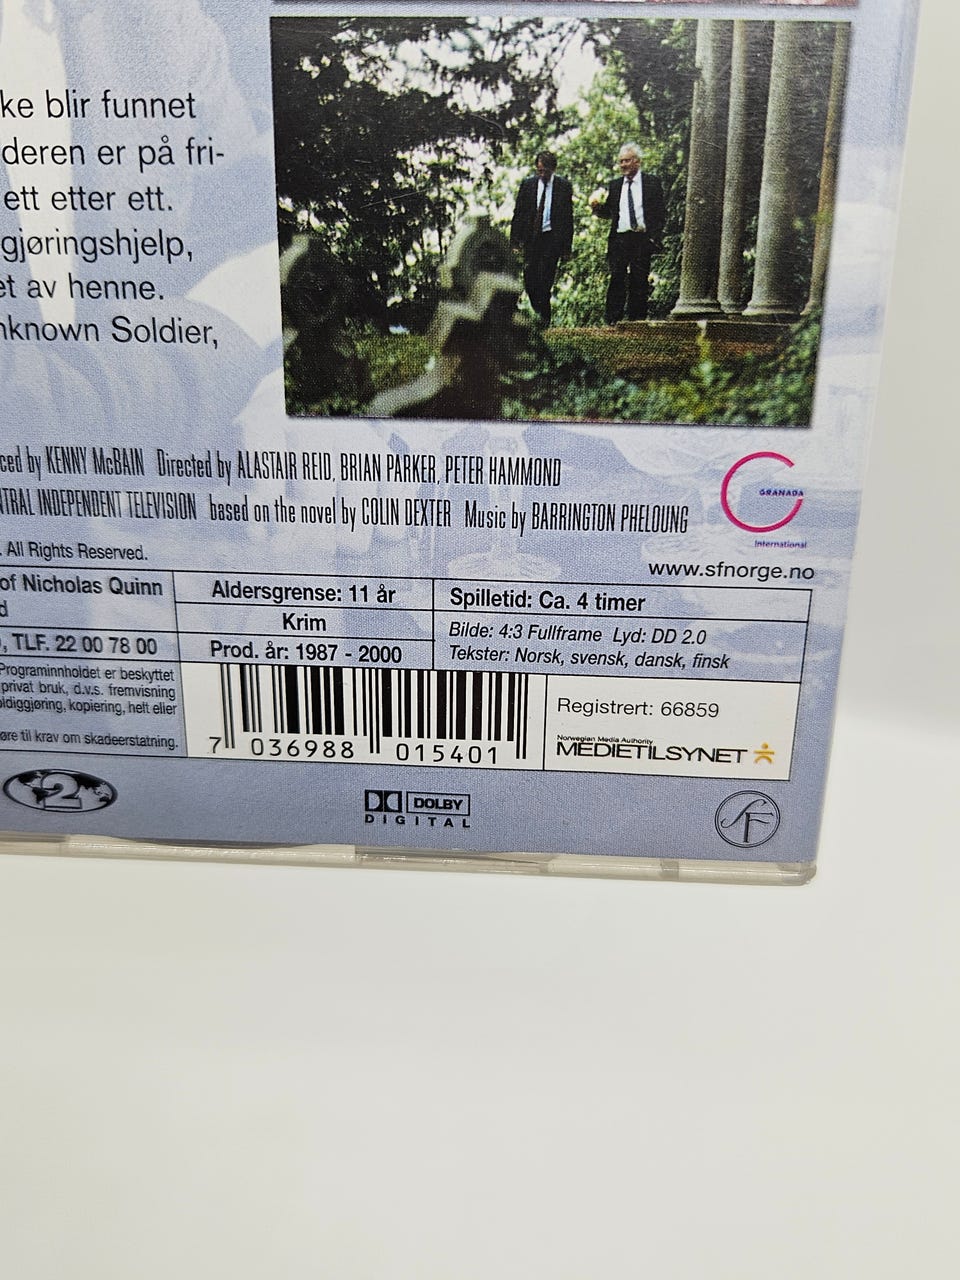 ke blir funnet
deren er på fri-
ett etter ett.
gjøringshjelp,
et av henne.
nknown Soldier,
ced by KENNY McBAIN Directed by ALASTAIR REID, BRIAN PARKER, PETER HAMMOND
NTRAL INDEPENDENT TELEVISION based on the novel by COLIN DEXTER Music by BARRINGTON PHELOUNG
GRANADA
International
. All Rights Reserved.
www.sfnorge.no
of Nicholas Quinn
d
, TLF. 22 00 78 00
Aldersgrense: 11 år
Krim
Prod. år: 1987 - 2000
Spilletid: Ca. 4 timer
Bilde: 4:3 Fullframe Lyd: DD 2.0
Tekster: Norsk, svensk, dansk, finsk
Programinnholdet er beskyttet
privat bruk, d.v.s. fremvisning
ldiggjøring, kopiering, helt eller
øre til krav om skadeerstatning.
7 036988 015401
Registrert: 66859
Norwegian Media Authority
MEDIETILSYNET
2
DOLBY
DIGITAL
SF